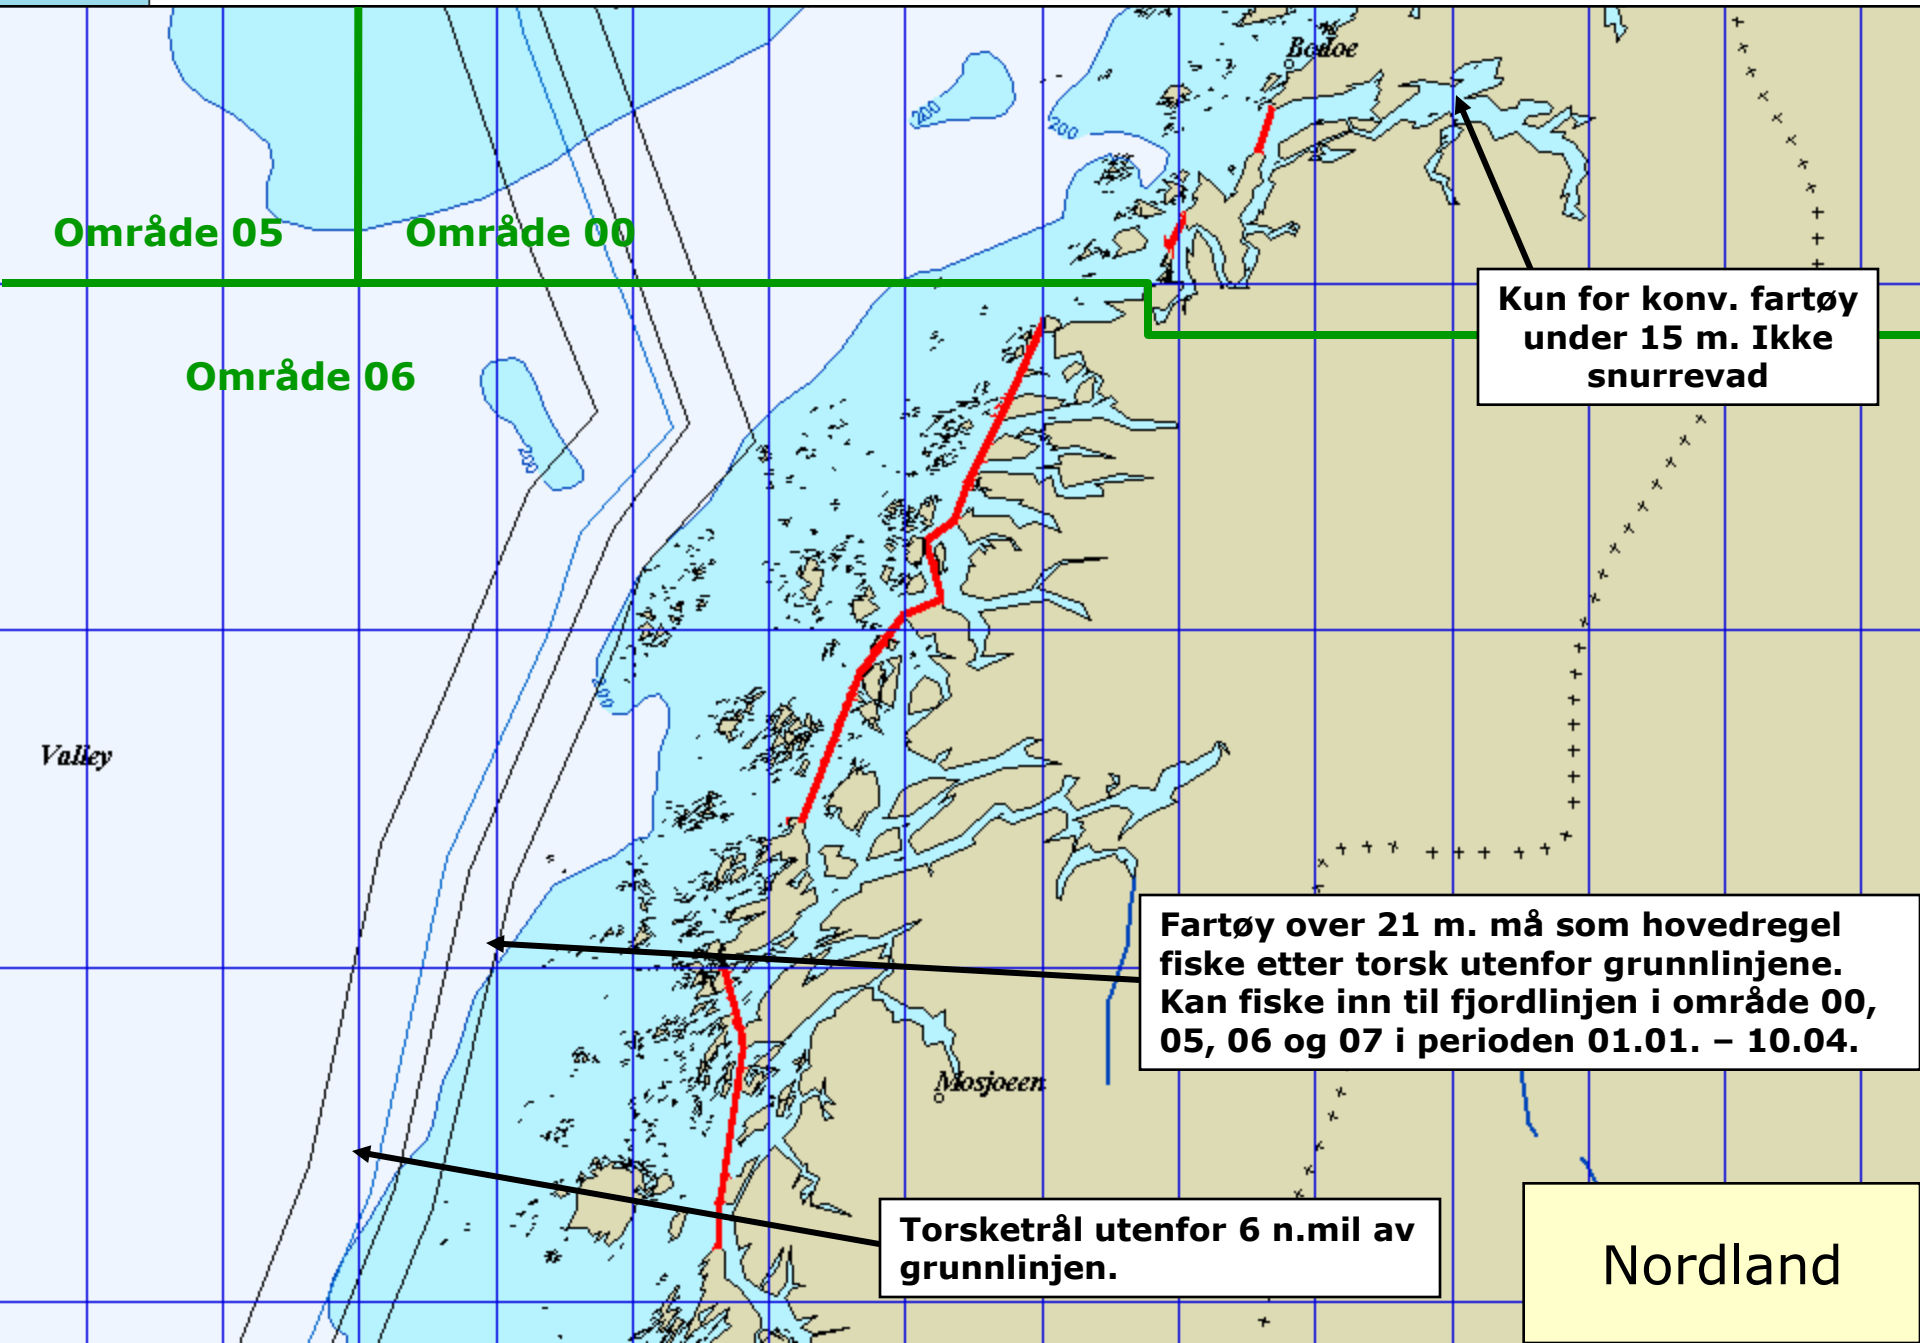 Bodoe
200
200
Område 05
Område 00
Kun for konv. fartøy
under 15 m. Ikke
snurrevad
Område 06
200
200
Valley
Fartøy over 21 m. må som hovedregel
fiske etter torsk utenfor grunnlinjene.
Kan fiske inn til fjordlinjen i område 00,
05, 06 og 07 i perioden 01.01. – 10.04.
Mosjoeen
Torsketrål utenfor 6 n.mil av
grunnlinjen.
Nordland